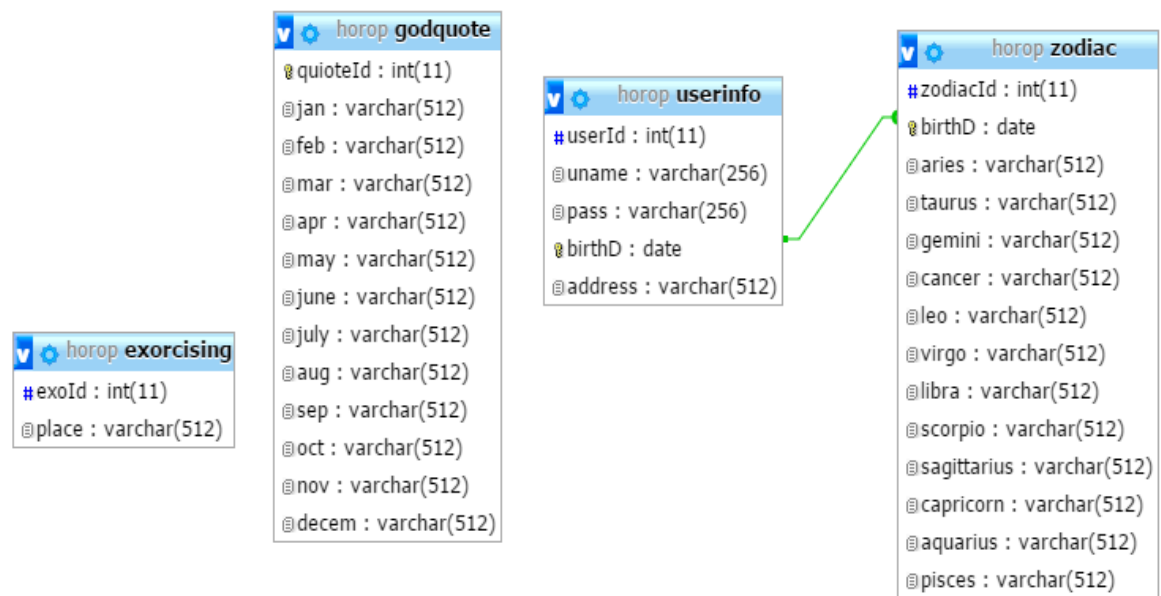 horop exorcising
exoId : int(11)
place : varchar(512)
horop godquote
quioteId : int(11)
jan : varchar(512)
feb : varchar(512)
mar : varchar(512)
apr : varchar(512)
may : varchar(512)
june : varchar(512)
july : varchar(512)
aug : varchar(512)
sep : varchar(512)
oct : varchar(512)
nov : varchar(512)
decem : varchar(512)
v horop userinfo
#userId : int(11)
uname : varchar(256)
pass : varchar(256)
birthD : date
address : varchar(512)
v horop zodiac
#zodiacId : int(11)
birthD : date
aries : varchar(512)
taurus : varchar(512)
gemini : varchar(512)
cancer : varchar(512)
leo : varchar(512)
virgo : varchar(512)
libra : varchar(512)
scorpio : varchar(512)
sagittarius : varchar(512)
capricorn : varchar(512)
aquarius : varchar(512)
pisces : varchar(512)